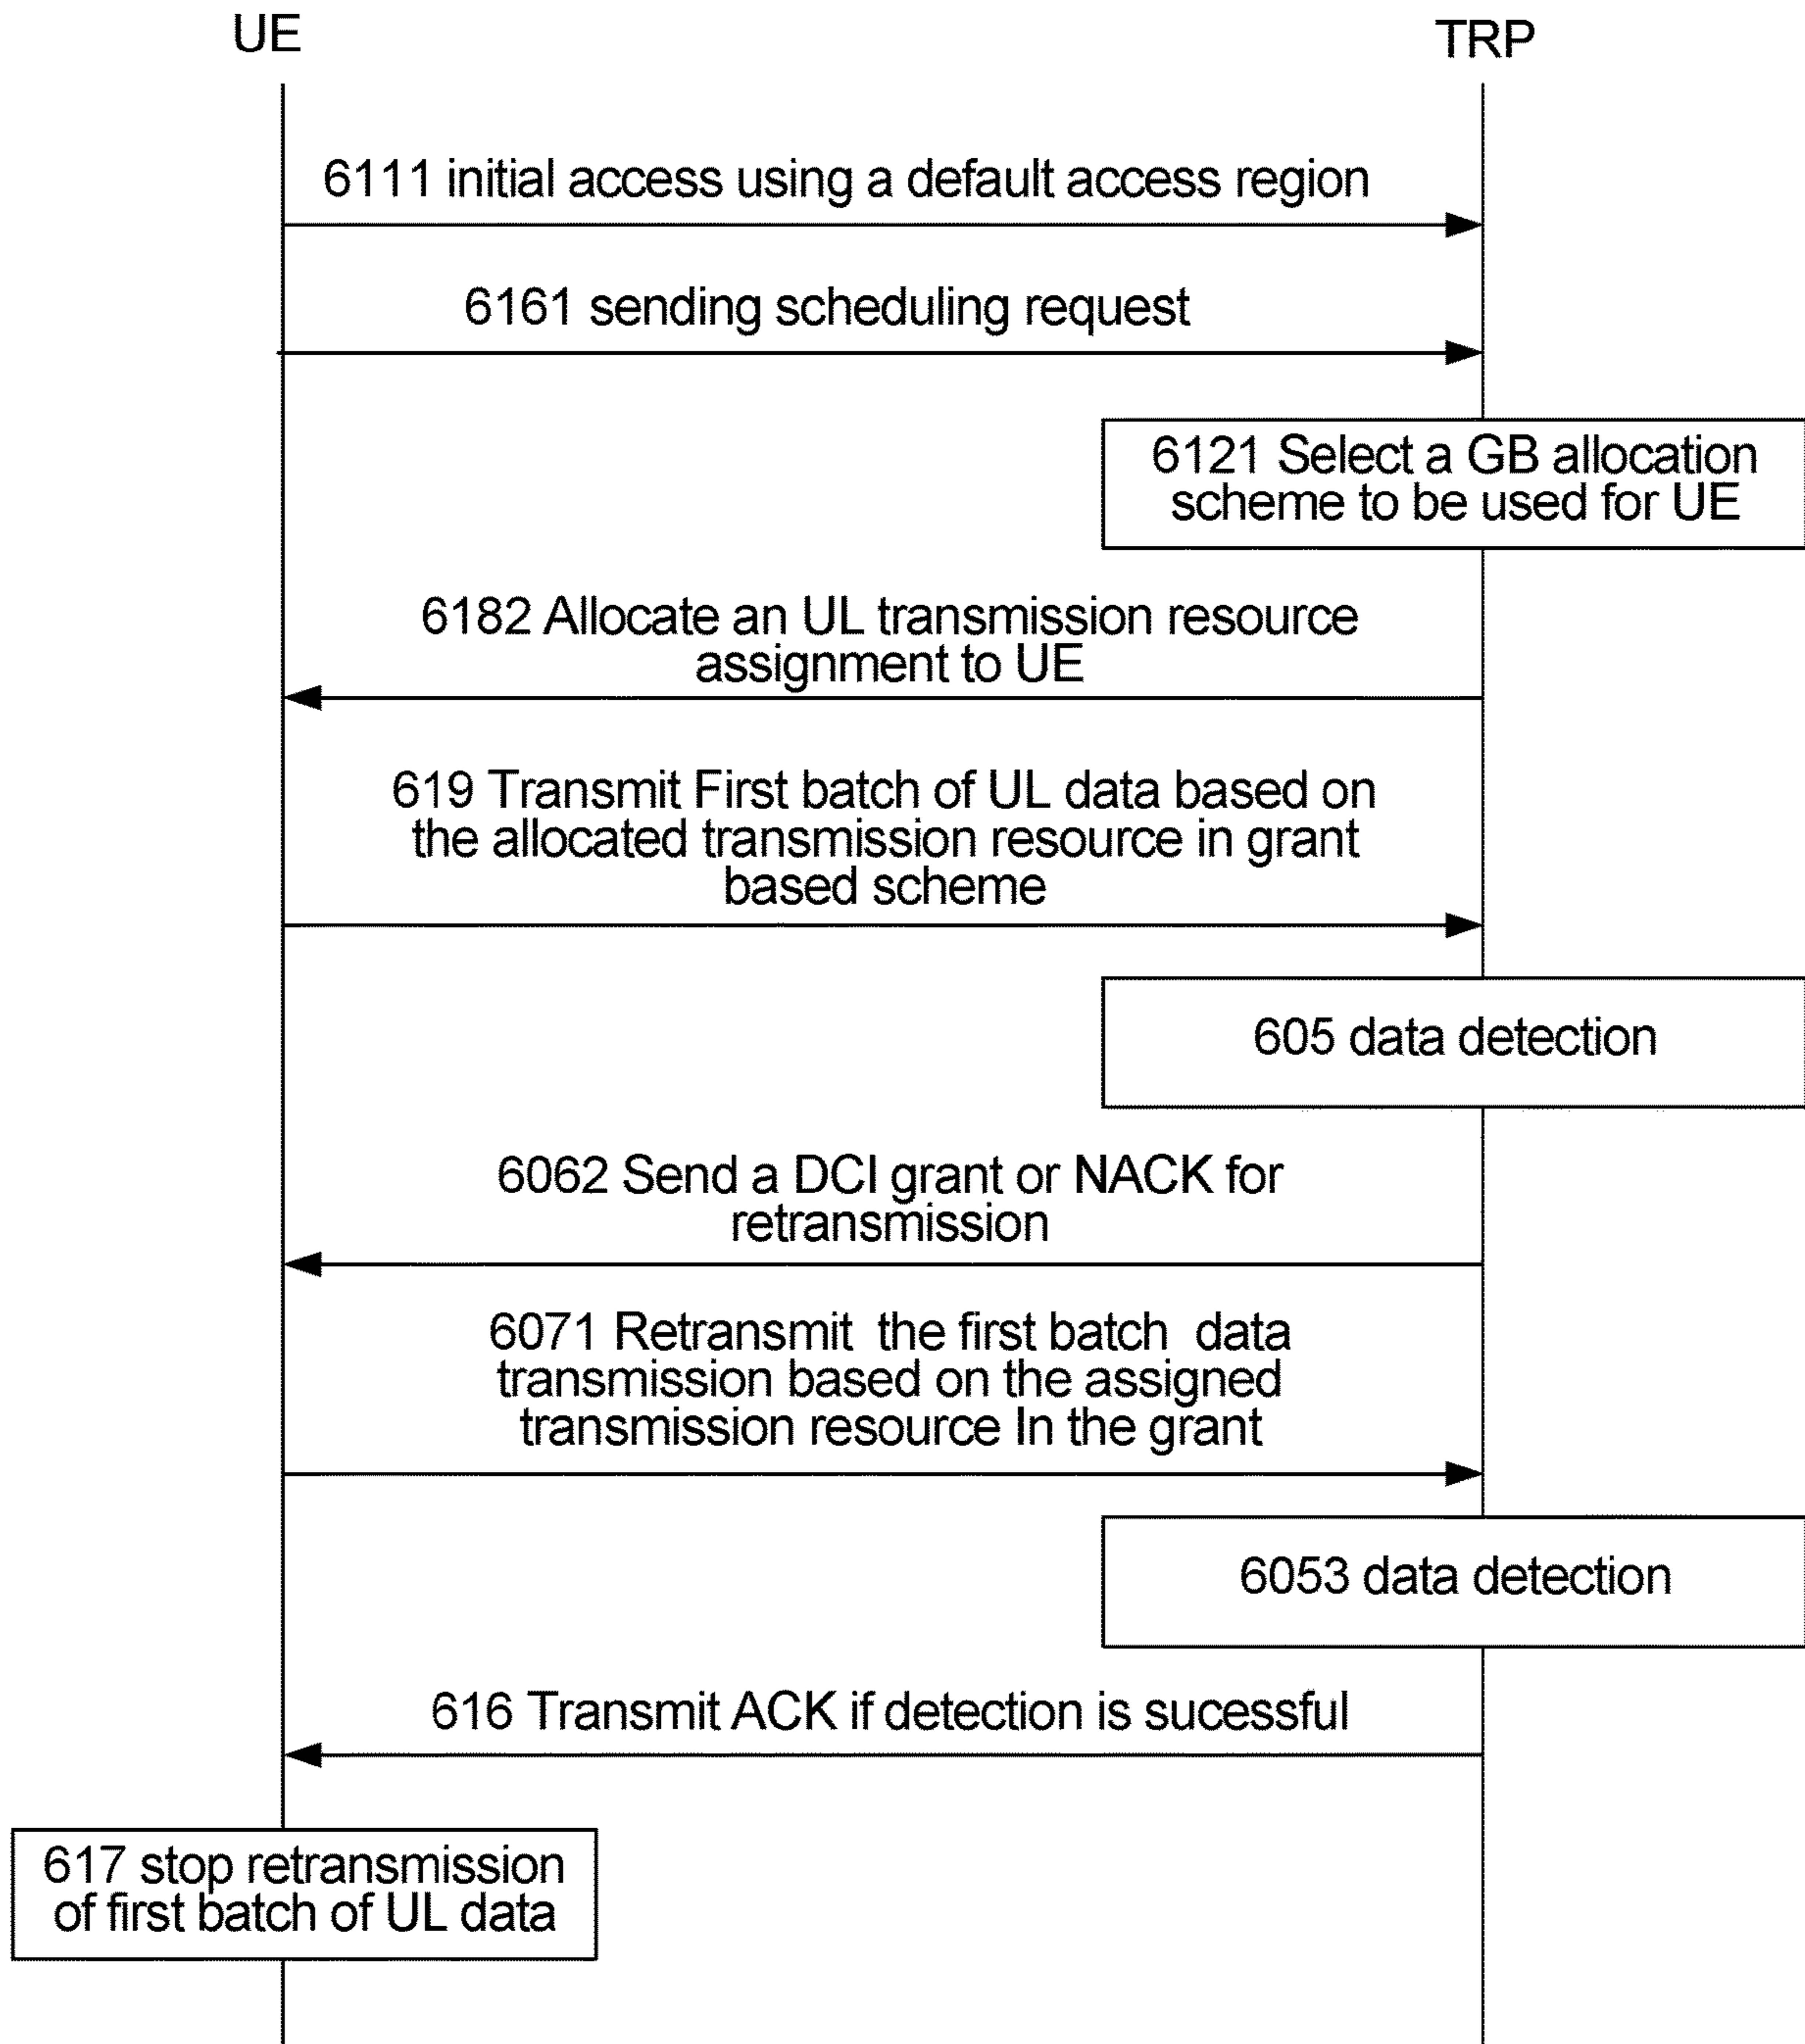 UE
TRP
6111 initial access using a default access region
6161 sending scheduling request
6121 Select a GB allocation
scheme to be used for UE
6182 Allocate an UL transmission resource
assignment to UE
619 Transmit First batch of UL data based on
the allocated transmission resource in grant
based scheme
605 data detection
6062 Send a DCI grant or NACK for
retransmission
6071 Retransmit the first batch data
transmission based on the assigned
transmission resource In the grant
6053 data detection
616 Transmit ACK if detection is sucessful
617 stop retransmission
of first batch of UL data